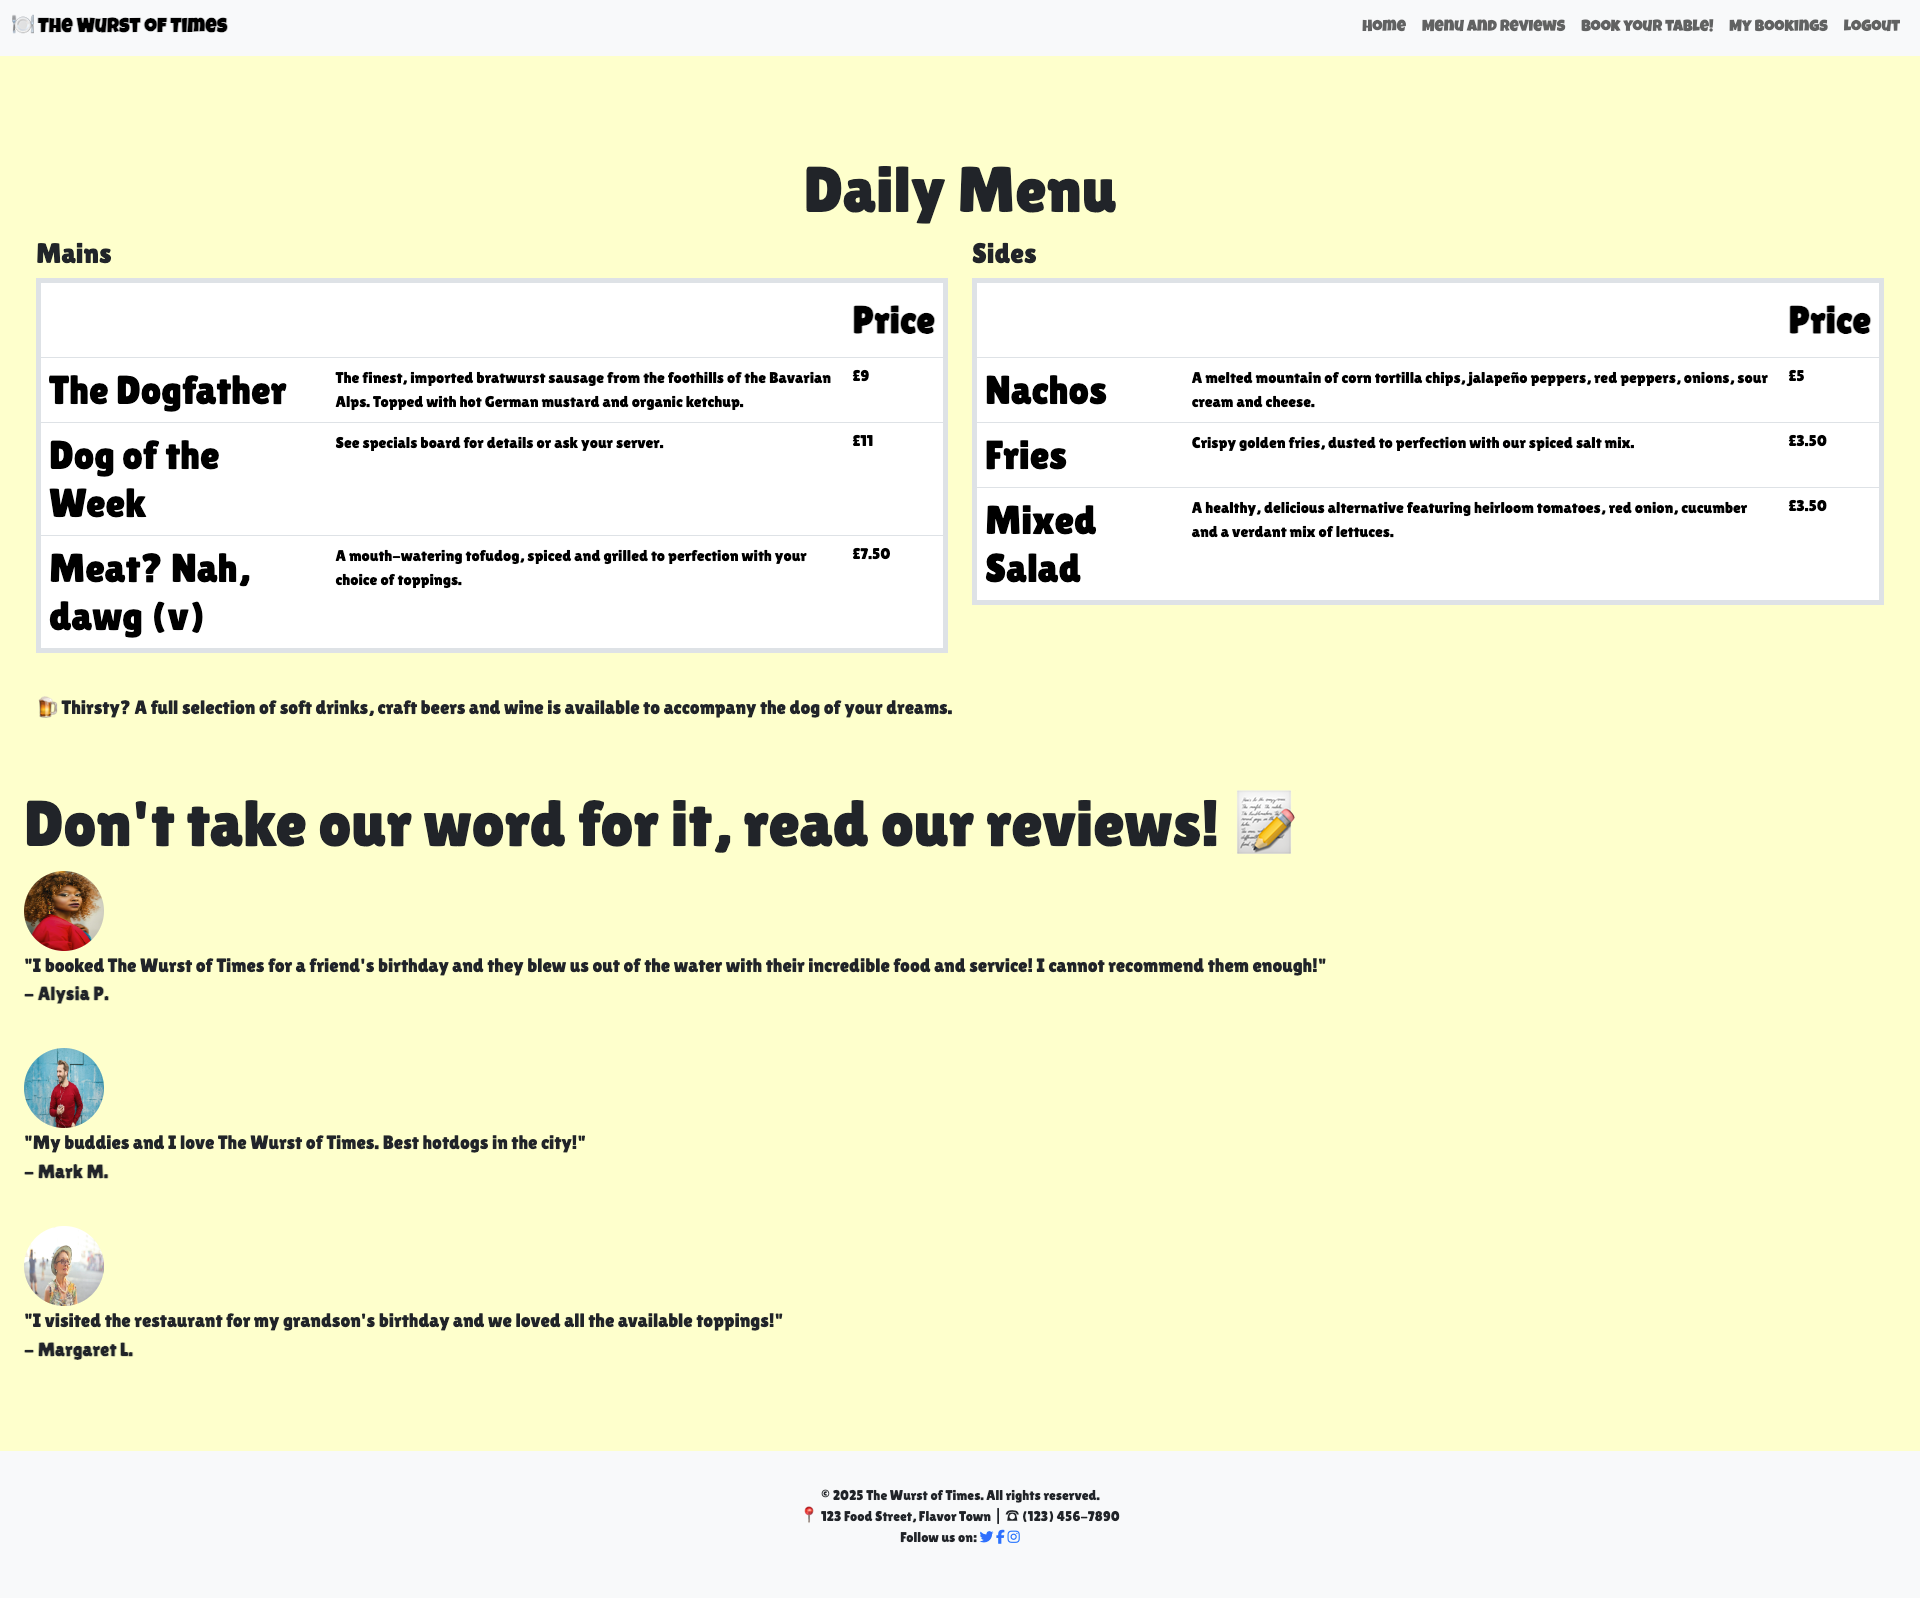 🍽️ The Wurst of Times
Home Menu and Reviews Book Your Table! My Bookings Logout
Daily Menu
Mains
Price
The Dogfather
The finest, imported bratwurst sausage from the foothills of the Bavarian
Alps. Topped with hot German mustard and organic ketchup.
£9
Dog of the
Week
See specials board for details or ask your server.
£11
Meat? Nah,
dawg (v)
A mouth-watering tofudog, spiced and grilled to perfection with your
choice of toppings.
£7.50
Sides
Price
Nachos
A melted mountain of corn tortilla chips, jalapeño peppers, red peppers, onions, sour
cream and cheese.
£5
Fries
Crispy golden fries, dusted to perfection with our spiced salt mix.
£3.50
Mixed
Salad
A healthy, delicious alternative featuring heirloom tomatoes, red onion, cucumber
and a verdant mix of lettuces.
£3.50
🍺 Thirsty? A full selection of soft drinks, craft beers and wine is available to accompany the dog of your dreams.
Don't take our word for it, read our reviews! 📝
"I booked The Wurst of Times for a friend's birthday and they blew us out of the water with their incredible food and service! I cannot recommend them enough!"
- Alysia P.
"My buddies and I love The Wurst of Times. Best hotdogs in the city!"
- Mark M.
"I visited the restaurant for my grandson's birthday and we loved all the available toppings!"
- Margaret L.
© 2025 The Wurst of Times. All rights reserved.
📍 123 Food Street, Flavor Town | ☎ (123) 456-7890
Follow us on: